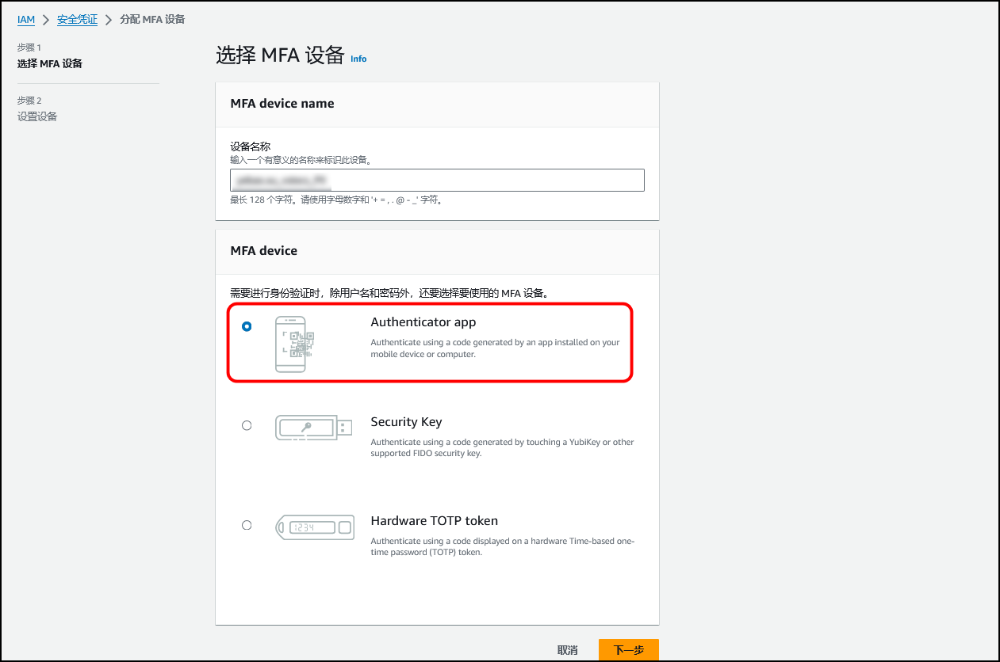 IAM > 安全凭证 > 分配 MFA 设备
步骤 1
选择 MFA 设备
步骤 2
设置设备
选择 MFA 设备 Info
MFA device name
设备名称
输入一个有意义的名称来标识此设备。
最长 128 个字符。请使用字母数字和 '+ = , . @ - _' 字符。
MFA device
需要进行身份验证时，除用户名和密码外，还要选择要使用的 MFA 设备。
Authenticator app
Authenticate using a code generated by an app installed on your
mobile device or computer.
Security Key
Authenticate using a code generated by touching a YubiKey or other
supported FIDO security key.
1234
Hardware TOTP token
Authenticate using a code displayed on a hardware Time-based one-
time password (TOTP) token.
取消
下一步